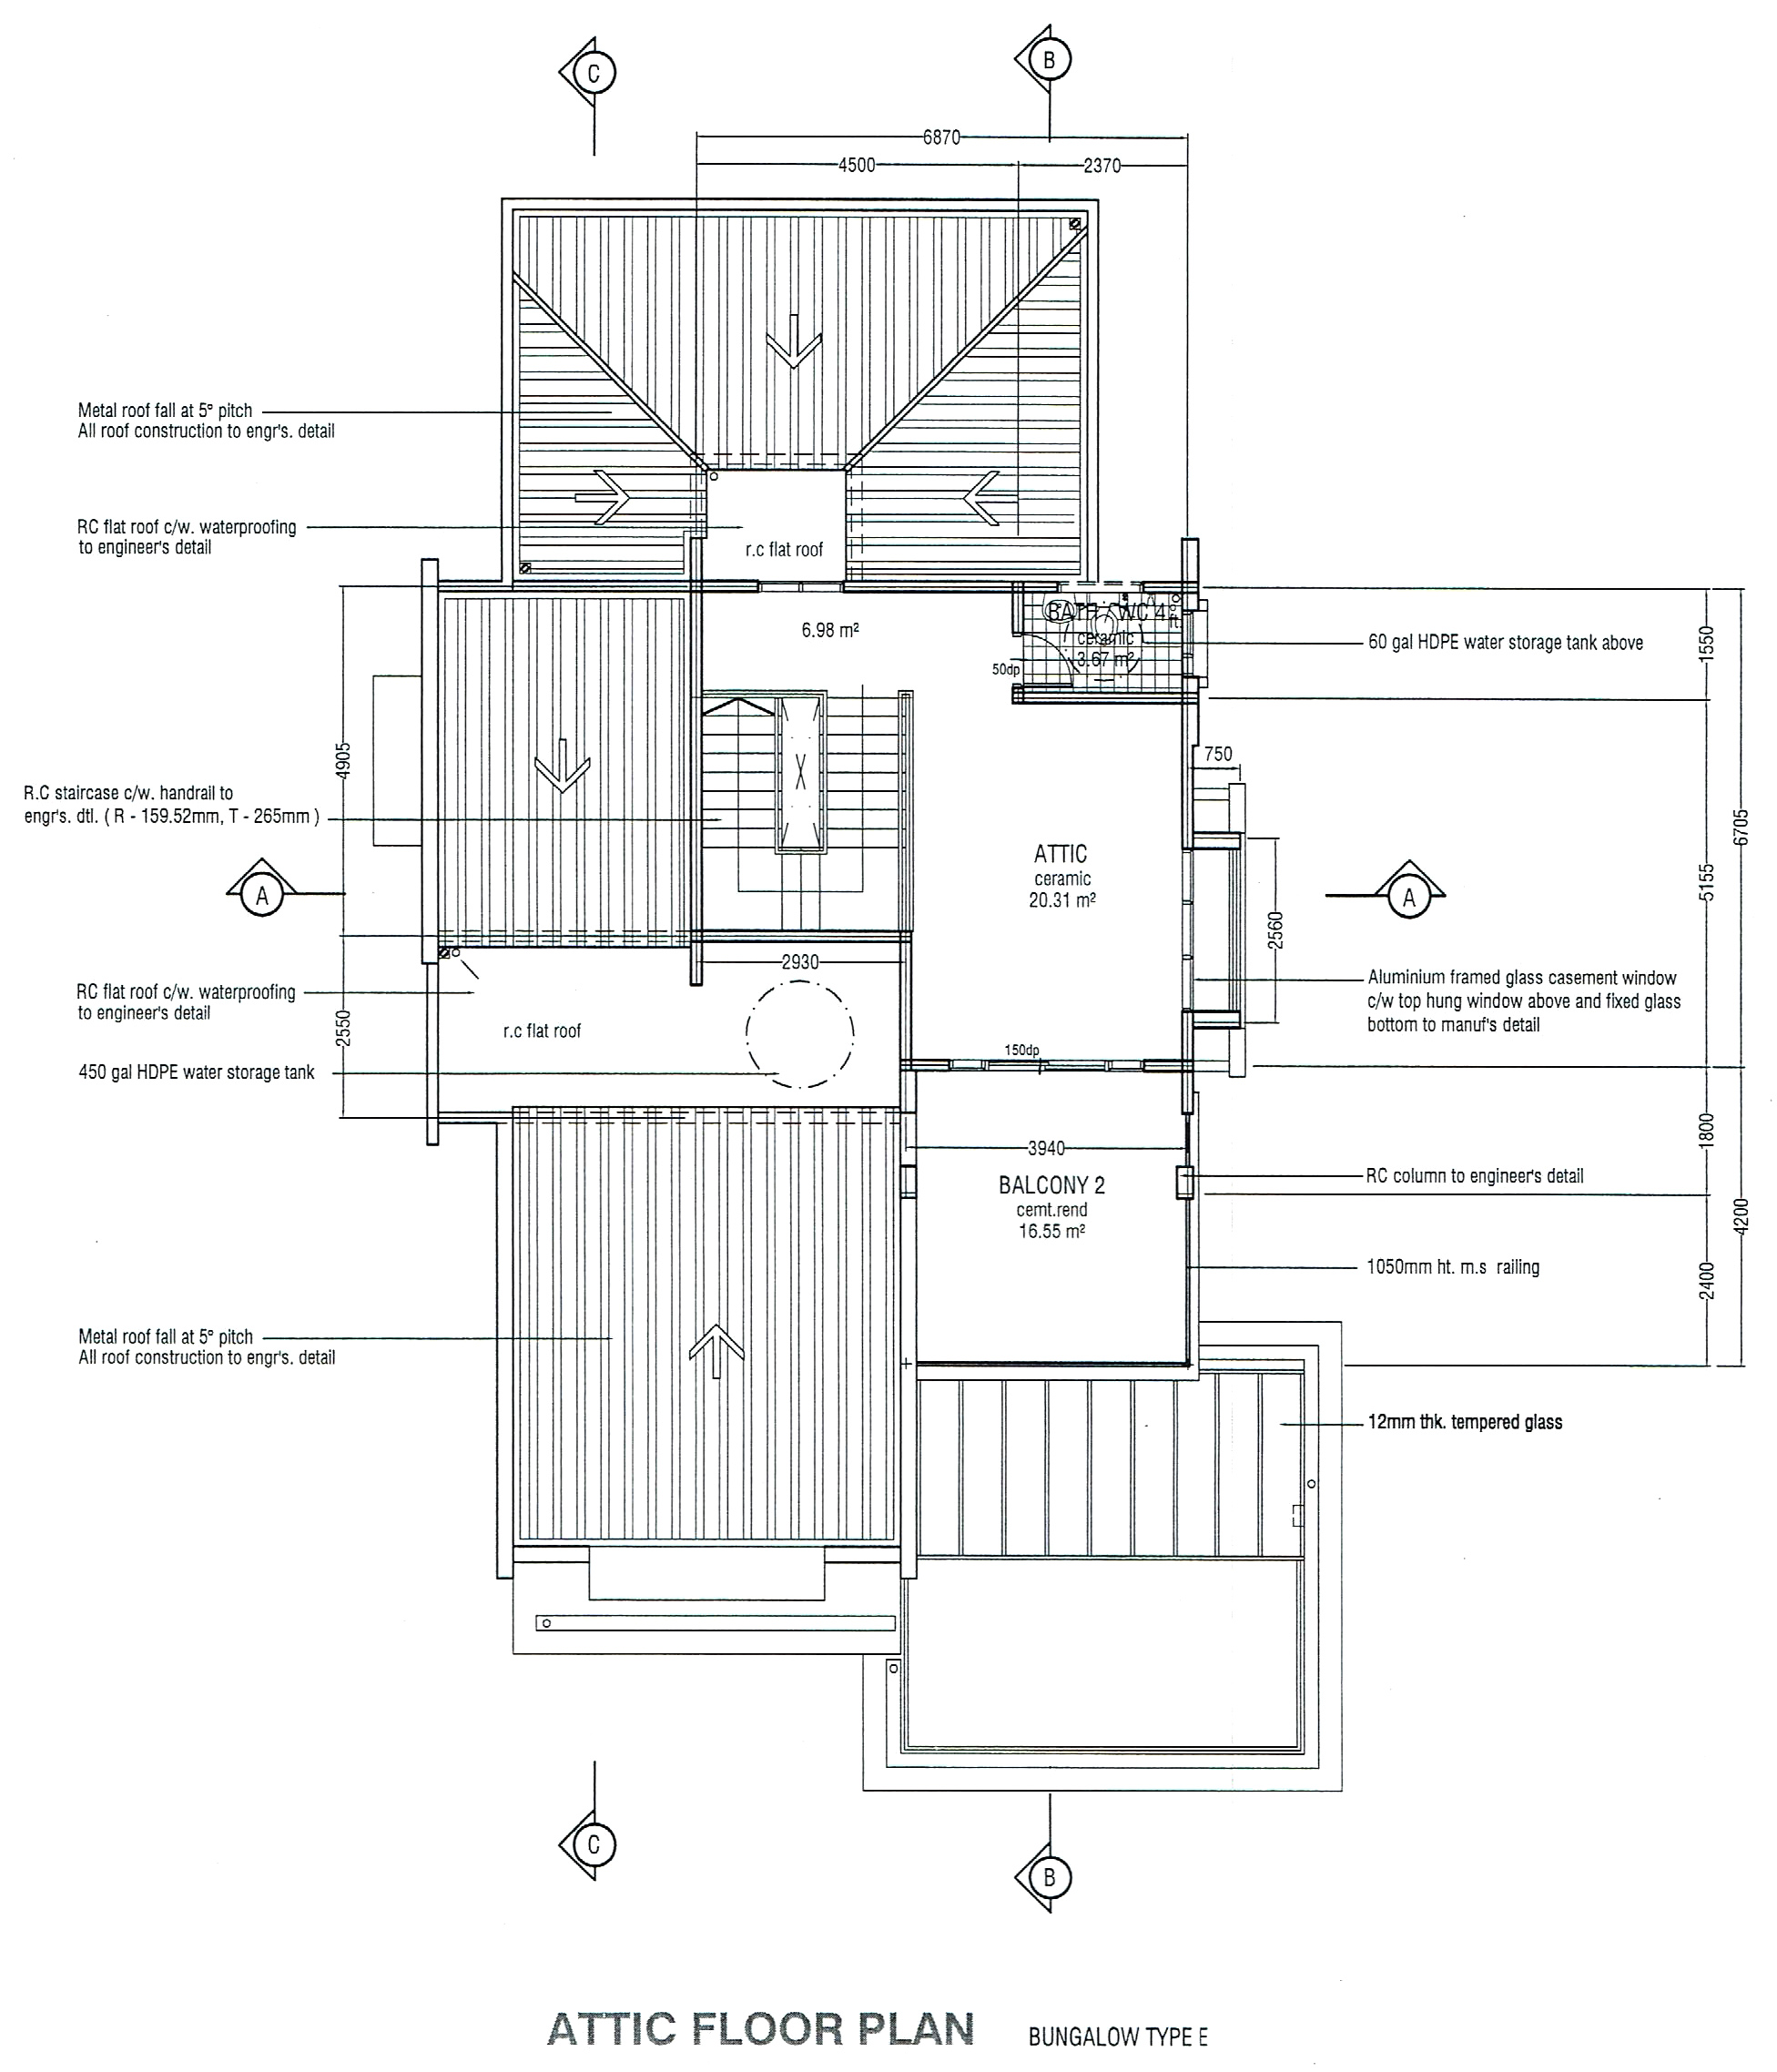 C
B
6870
4500
2370
Metal roof fall at 5° pitch
All roof construction to engr's. detail
RC flat roof c/w. waterproofing
to engineer's detail
r.c flat roof
6.98 m²
BATH / WC 4
ceramic
3.67 m²
50dp
60 gal HDPE water storage tank above
1550
750
4905
R.C staircase c/w. handrail to
engr's. dtl. ( R - 159.52mm, T - 265mm )
6705
ATTIC
ceramic
20.31 m²
5155
A
A
2560
2930
Aluminium framed glass casement window
c/w top hung window above and fixed glass
bottom to manuf's detail
RC flat roof c/w. waterproofing
to engineer's detail
2550
r.c flat roof
150dp
450 gal HDPE water storage tank
1800
3940
BALCONY 2
cemt.rend
16.55 m²
RC column to engineer's detail
4200
1050mm ht. m.s railing
2400
Metal roof fall at 5° pitch
All roof construction to engr's. detail
12mm thk. tempered glass
C
B
ATTIC FLOOR PLAN BUNGALOW TYPE E